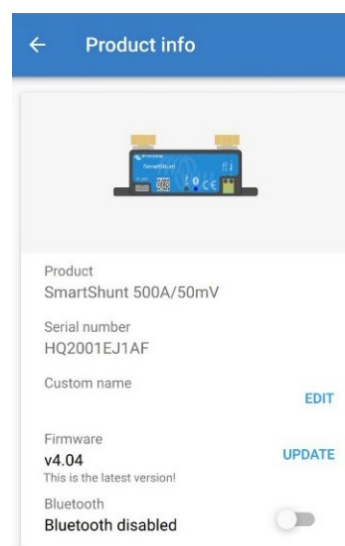 Product info
SmartShunt
Product
SmartShunt 500A/50mV
Serial number
HQ2001EJ1AF
Custom name
EDIT
Firmware
v4.04
UPDATE
This is the latest version!
Bluetooth
Bluetooth disabled